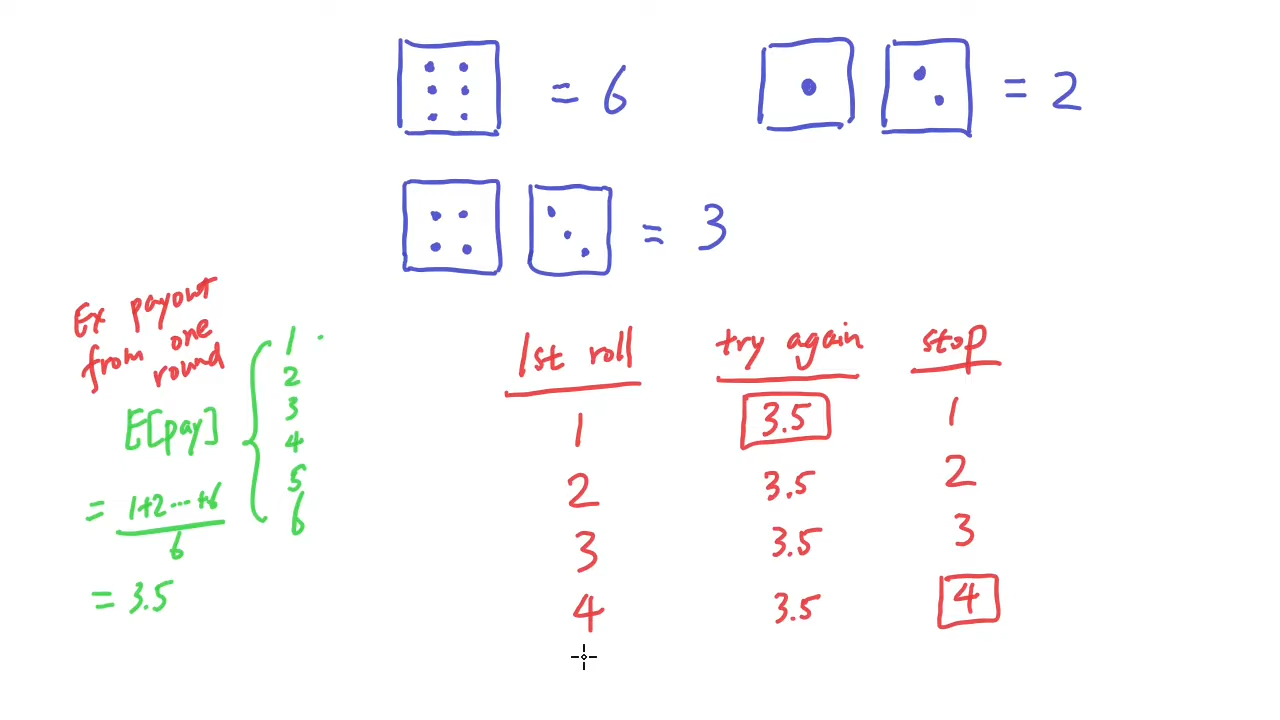 = 6
= 2
= 3
Ex payout
from one
round
E[pay]
= 1+2...+6
6
= 3.5
1
2
3
4
5
6
1st roll try again stop
1 3.5 1
2 3.5 2
3 3.5 3
4 3.5 4